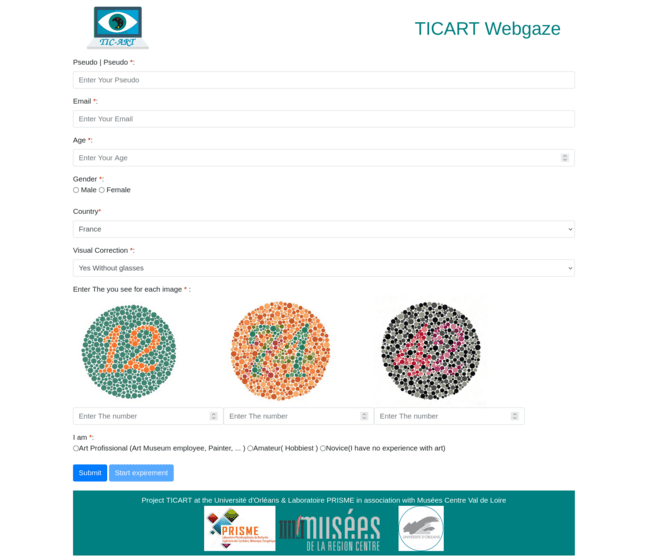 TIC-ART
TICART Webgaze
Pseudo | Pseudo *:
Enter Your Pseudo
Email *:
Enter Your Email
Age *:
Enter Your Age
Gender *:
Male Female
Country*
France
Visual Correction *:
Yes Without glasses
Enter The you see for each image * :
12 74 42
Enter The number Enter The number Enter The number
I am *:
Art Profissional (Art Museum employee, Painter, ... ) Amateur( Hobbiest ) Novice(I have no experience with art)
Submit Start expirement
Project TICART at the Université d'Orléans & Laboratoire PRISME in association with Musées Centre Val de Loire
PRISME
musées
DE LA REGION CENTRE